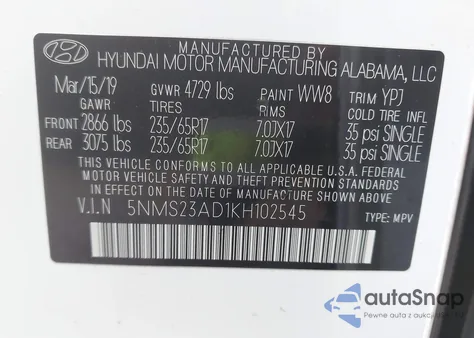 MANUFACTURED BY
HYUNDAI MOTOR MANUFACTURING ALABAMA, LLC
Mar/15/19 GVWR 4729 lbs PAINT WW8 TRIM YPJ
GAWR TIRES RIMS COLD TIRE INFL
FRONT 2866 lbs 235/65R17 7.0JX17 35 psi SINGLE
REAR 3075 lbs 235/65R17 7.0JX17 35 psi SINGLE
THIS VEHICLE CONFORMS TO ALL APPLICABLE U.S.A. FEDERAL
MOTOR VEHICLE SAFETY AND THEFT PREVENTION STANDARDS
IN EFFECT ON THE DATE OF MANUFACTURE SHOWN ABOVE.
V.I.N 5NMS23AD1KH102545 TYPE: MPV
autoSnap
Pewne auta z aukcji